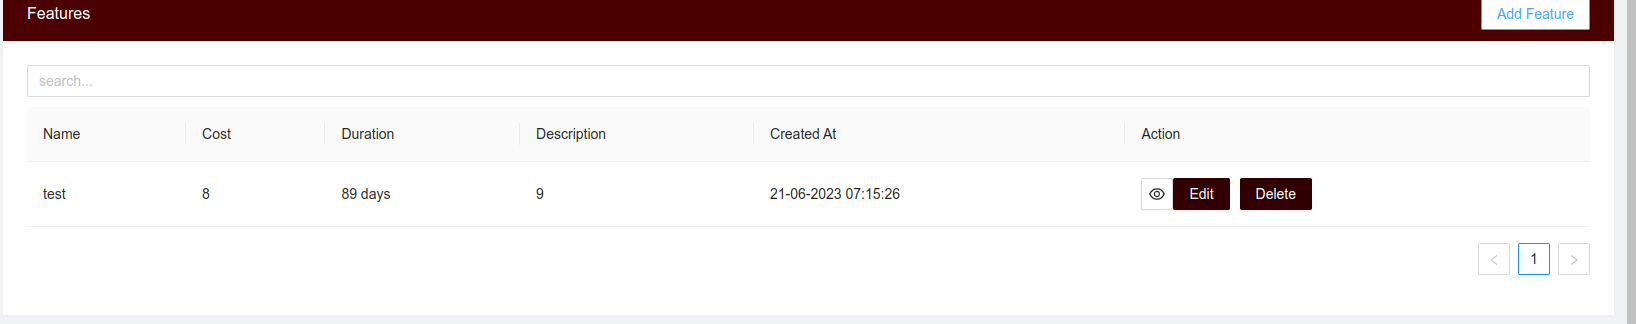 Features Add Feature
search...
Name Cost Duration Description Created At Action
test 8 89 days 9 21-06-2023 07:15:26 Edit Delete
< 1 >